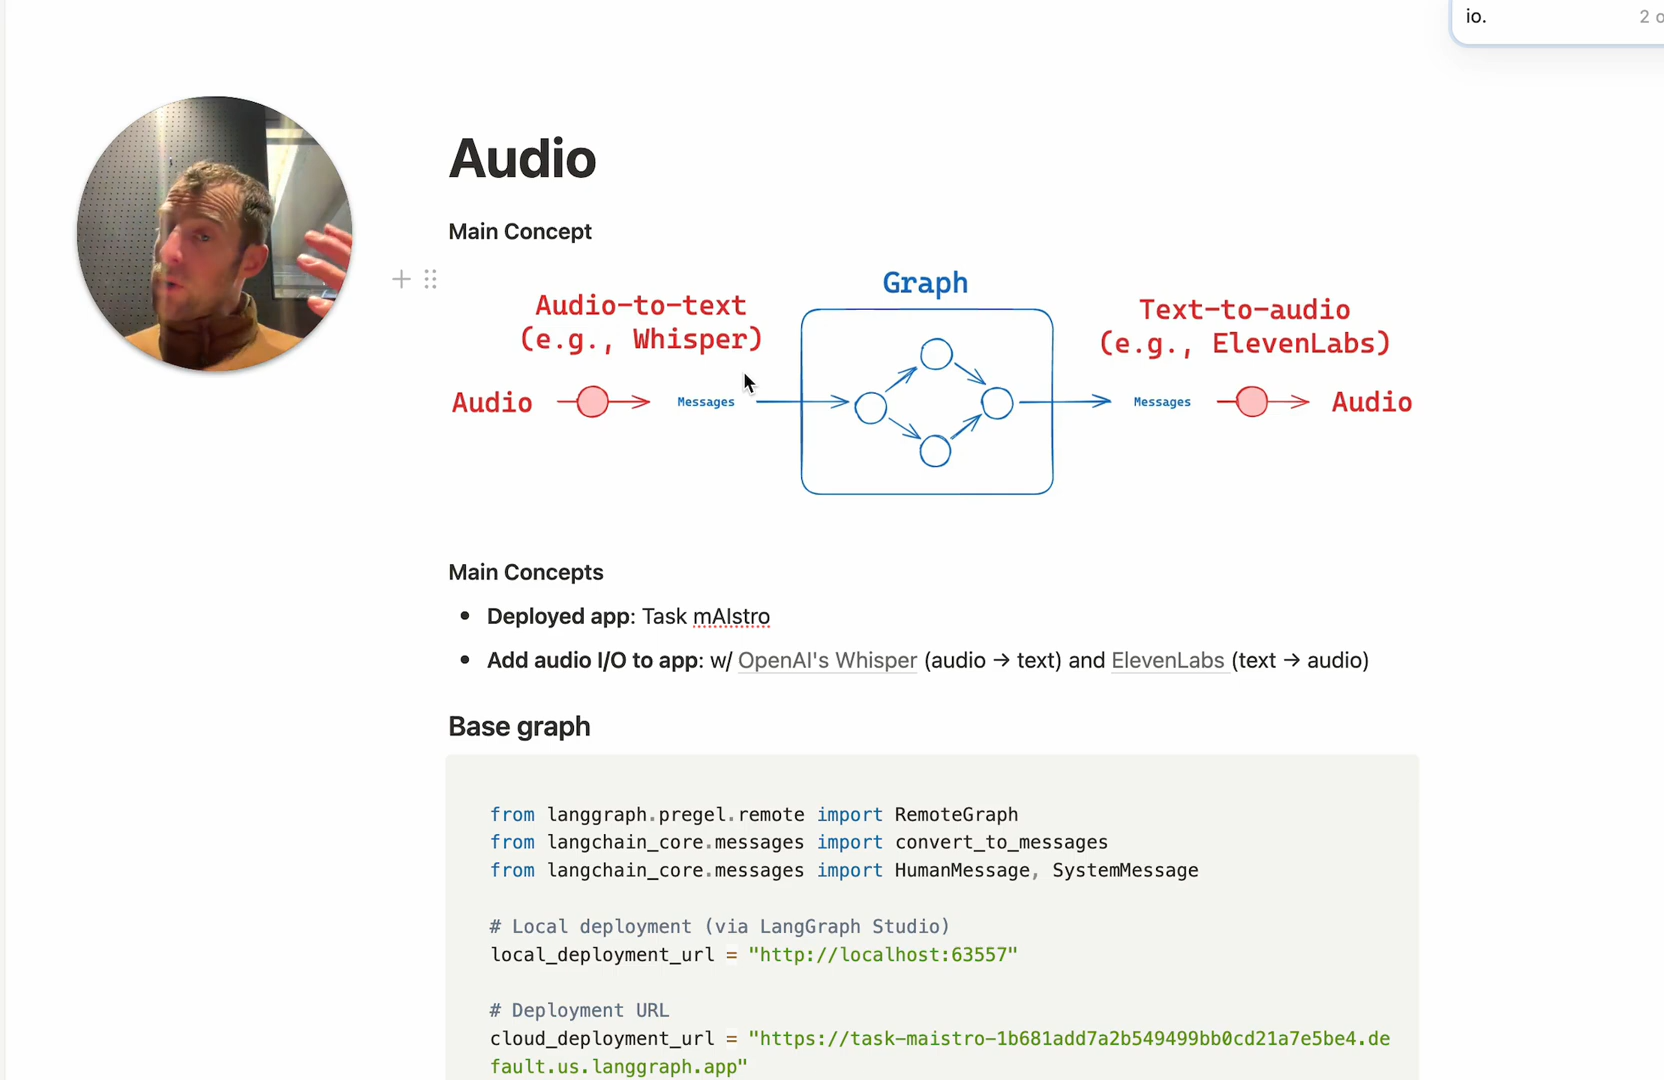 io.
2 o
Audio
Main Concept
Graph
Audio-to-text
(e.g., Whisper)
Text-to-audio
(e.g., ElevenLabs)
Audio
Messages
Messages
Audio
Main Concepts
• Deployed app: Task mAIstro
• Add audio I/O to app: w/ OpenAI's Whisper (audio → text) and ElevenLabs (text → audio)
Base graph
from langgraph.pregel.remote import RemoteGraph
from langchain_core.messages import convert_to_messages
from langchain_core.messages import HumanMessage, SystemMessage
# Local deployment (via LangGraph Studio)
local_deployment_url = "http://localhost:63557"
# Deployment URL
cloud_deployment_url = "https://task-maistro-1b681add7a2b549499bb0cd21a7e5be4.de
fault.us.langgraph.app"